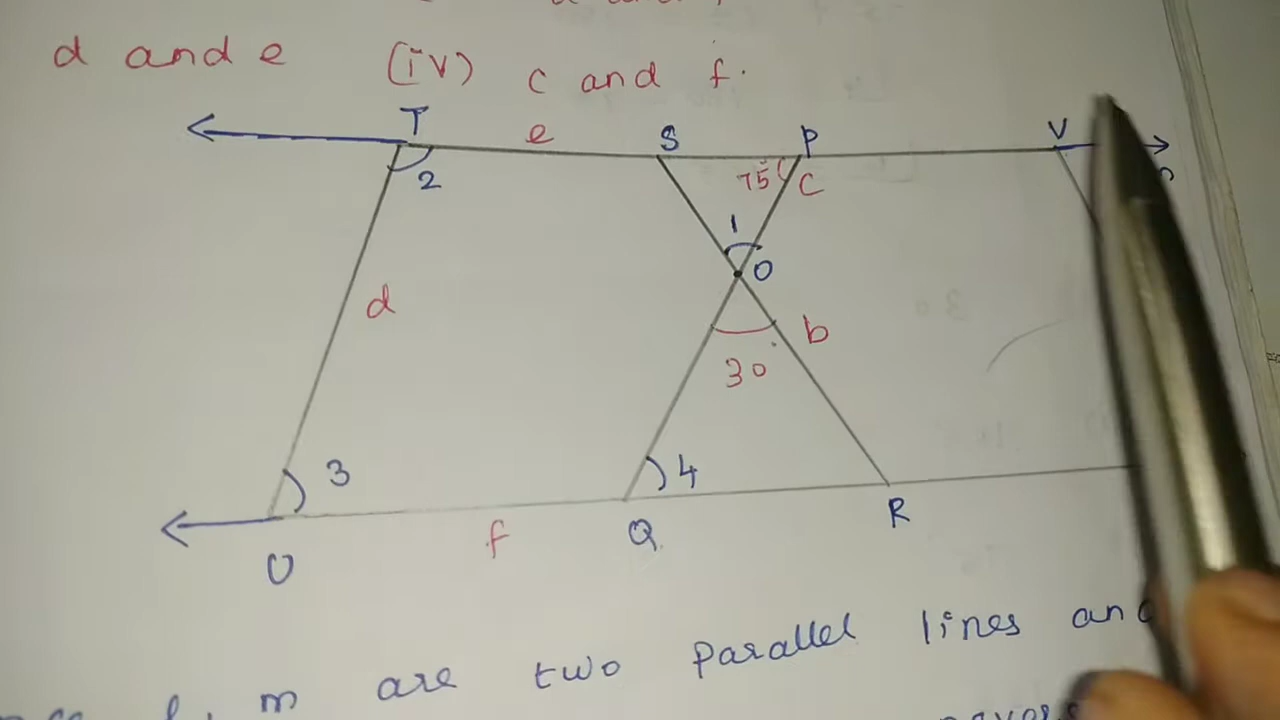 d and e (iv) c and f.
T e S P V
2 75° c
1
O
d b
30
3 4
U f Q R
l, m are two parallel lines and